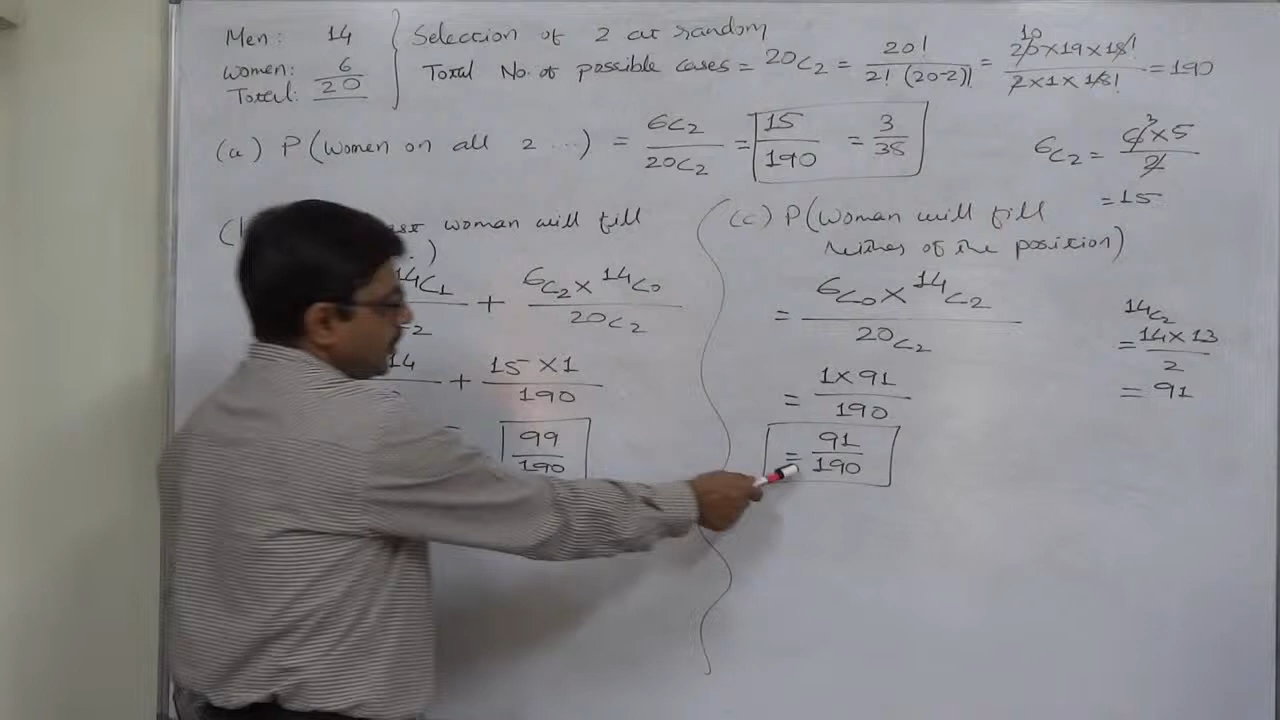 Men: 14
Women: 6
Total: 20
Selection of 2 at random
Total No. of possible cases = 20C2 = 20! / 2! (20-2)! = 20×19×18! / 2×1×18! = 190
10
(a) P(Women on all 2 ...) = 6C2 / 20C2 = 15 / 190 = 3 / 38
6C2 = 6×5 / 2
3
= 15
woman will fill
.)
14C1 + 6C2 × 14C0 / 20C2
14 + 15 × 1 / 190
99 / 190
(c) P(Woman will fill
Neither of the position)
= 6C0 × 14C2 / 20C2
= 1×91 / 190
= 91 / 190
14C2
= 14×13 / 2
= 91